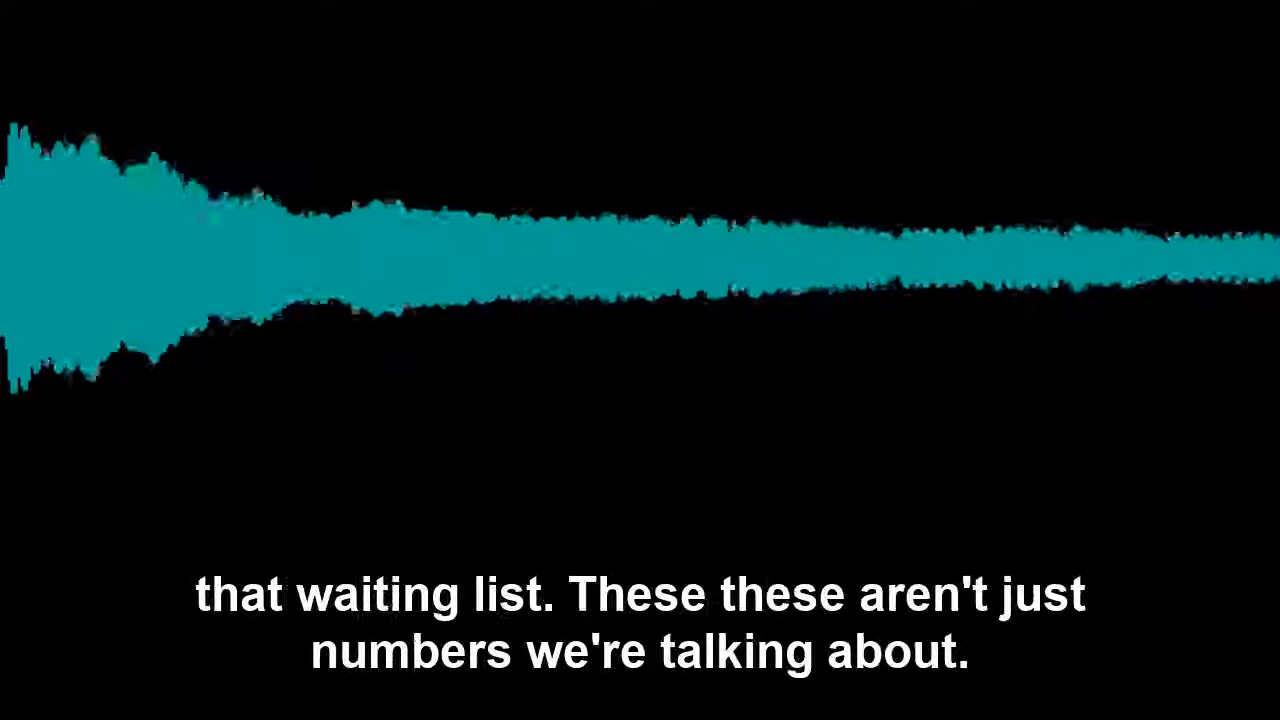 that waiting list. These these aren't just
numbers we're talking about.